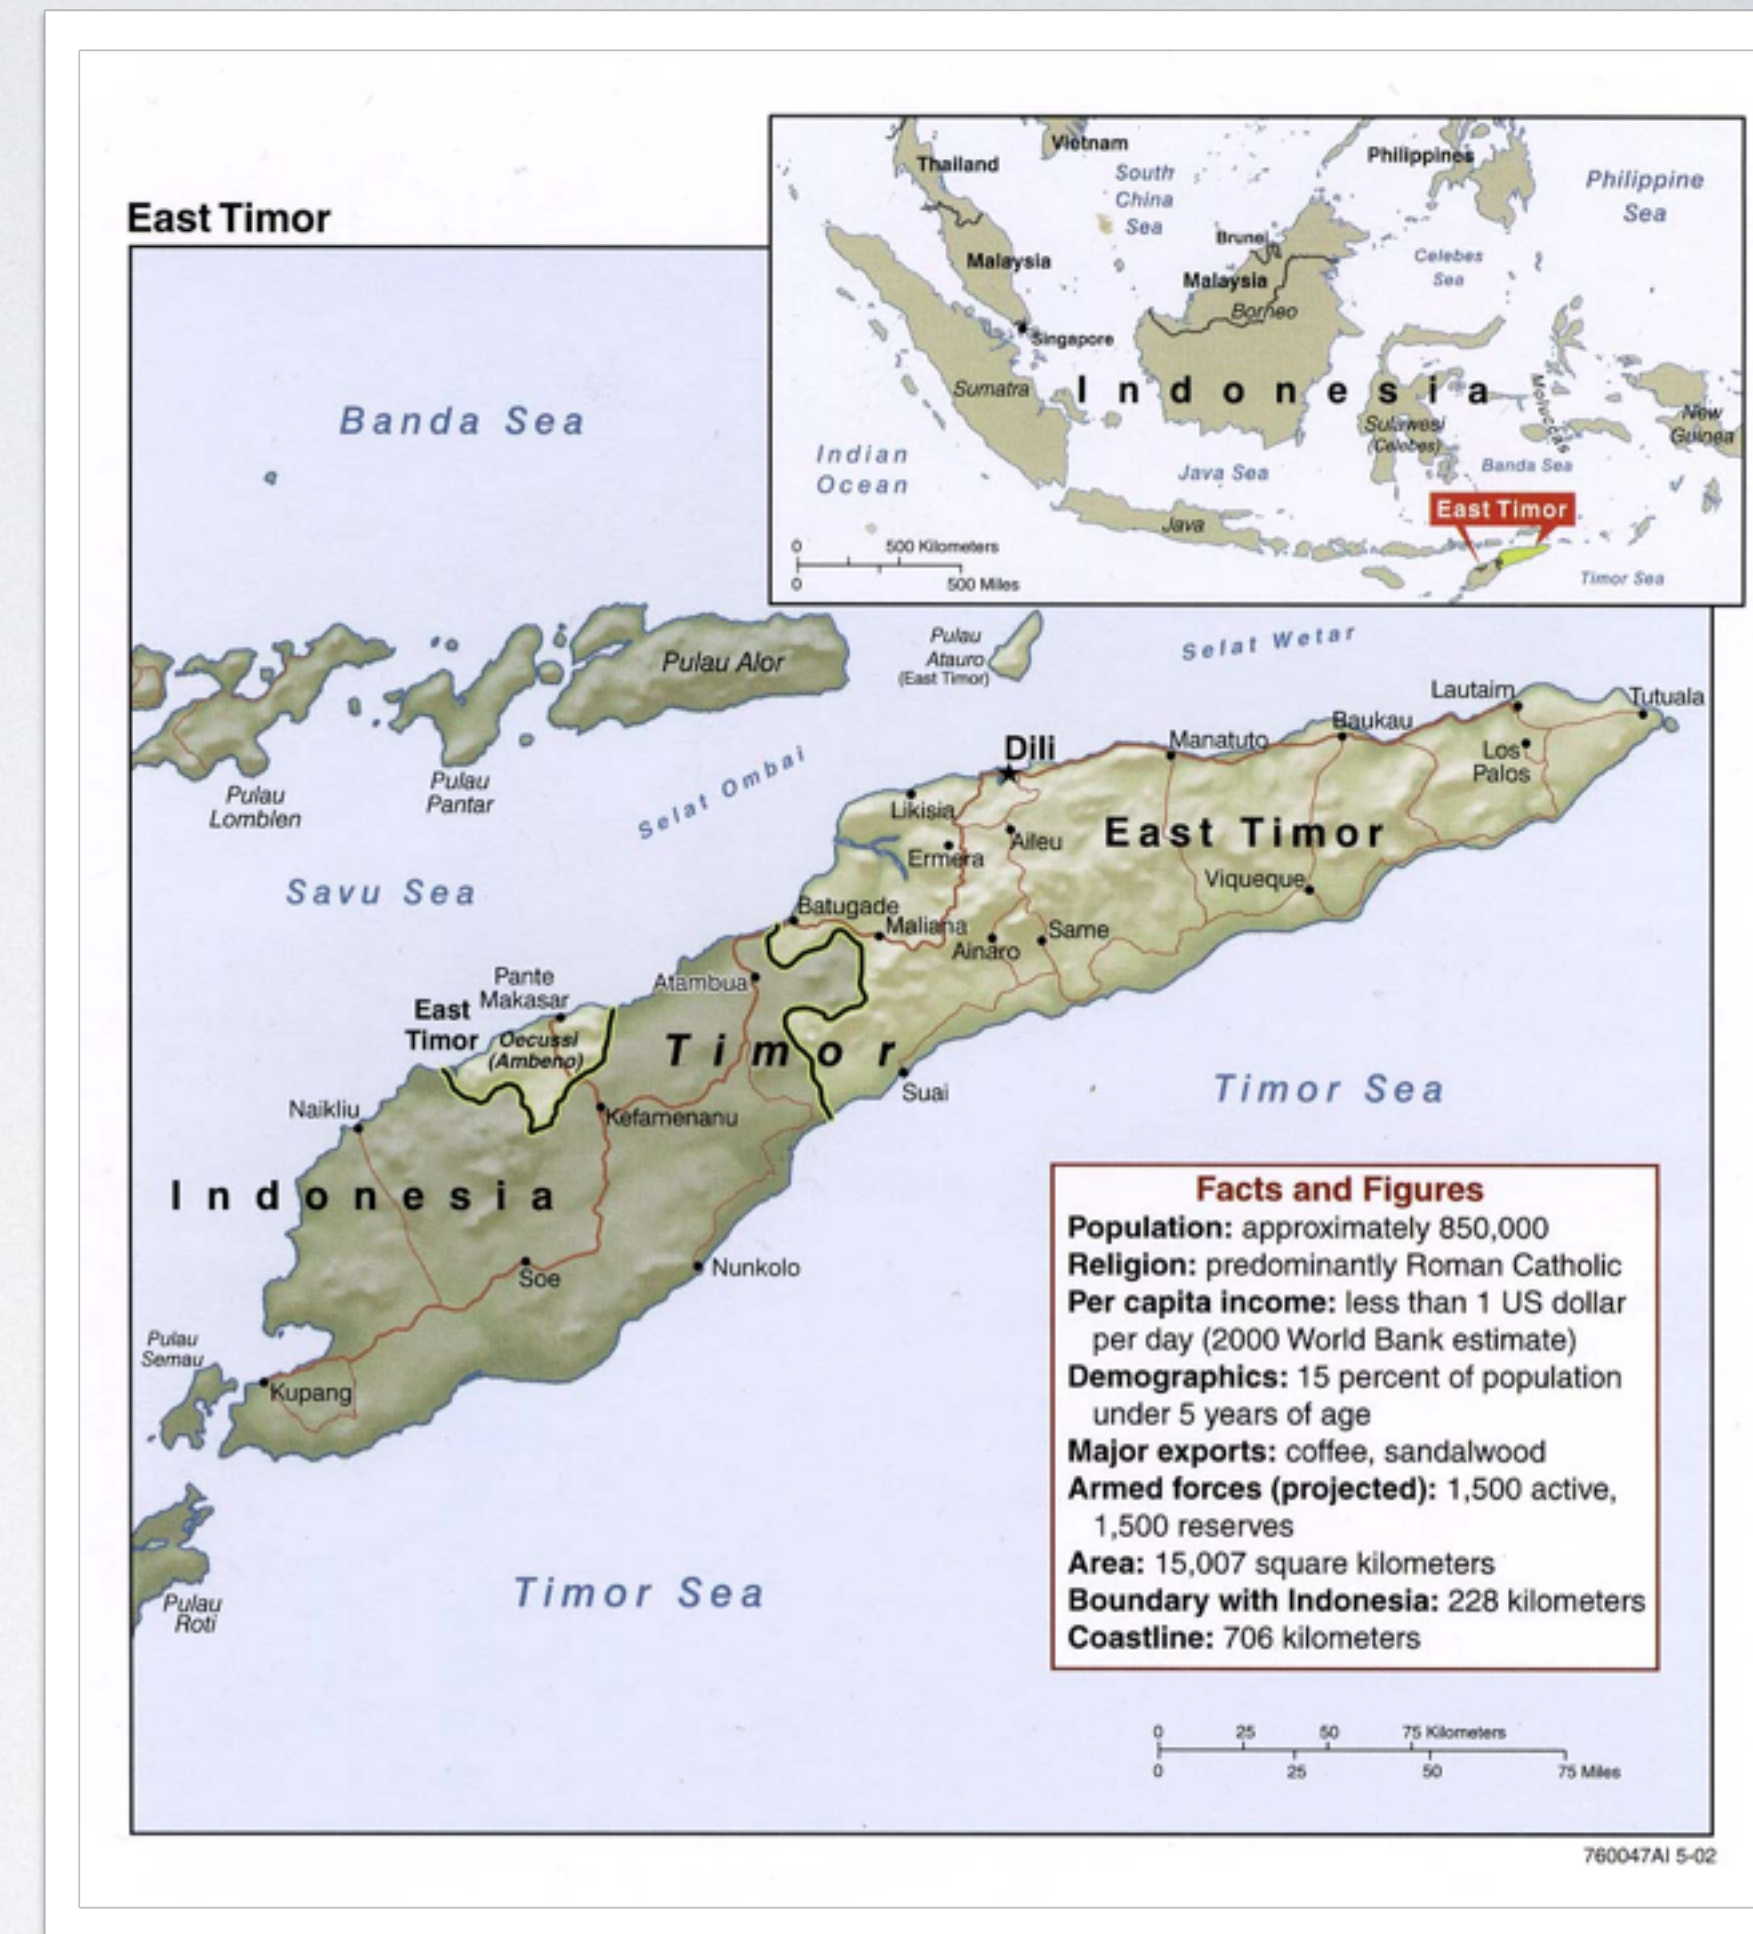 East Timor
Thailand
Vietnam
South
China
Sea
Philippines
Philippine
Sea
Brunei
Malaysia
Malaysia
Celebes
Sea
Borneo
Singapore
Sumatra
Indonesia
Moluccas
New
Guinea
Sulawesi
(Celebes)
Indian
Ocean
Java Sea
Banda Sea
East Timor
Java
0 500 Kilometers
0 500 Miles
Timor Sea
Banda Sea
Pulau Alor
Pulau
Atauro
(East Timor)
Selat Wetar
Lautaim
Tutuala
Baukau
Manatuto
Dili
Los
Palos
Pulau
Lomblen
Pulau
Pantar
Selat Ombai
Likisia
Aileu
East Timor
Ermera
Viqueque
Savu Sea
Batugade
Maliana
Same
Ainaro
Pante
Makasar
Atambua
East
Timor
Oecussi
(Ambeno)
Timor
Suai
Timor Sea
Naikliu
Kefamenanu
Indonesia
Soe
Nunkolo
Pulau
Semau
Kupang
Pulau
Roti
Timor Sea
Facts and Figures
Population: approximately 850,000
Religion: predominantly Roman Catholic
Per capita income: less than 1 US dollar
per day (2000 World Bank estimate)
Demographics: 15 percent of population
under 5 years of age
Major exports: coffee, sandalwood
Armed forces (projected): 1,500 active,
1,500 reserves
Area: 15,007 square kilometers
Boundary with Indonesia: 228 kilometers
Coastline: 706 kilometers
0 25 50 75 Kilometers
0 25 50 75 Miles
760047AI 5-02